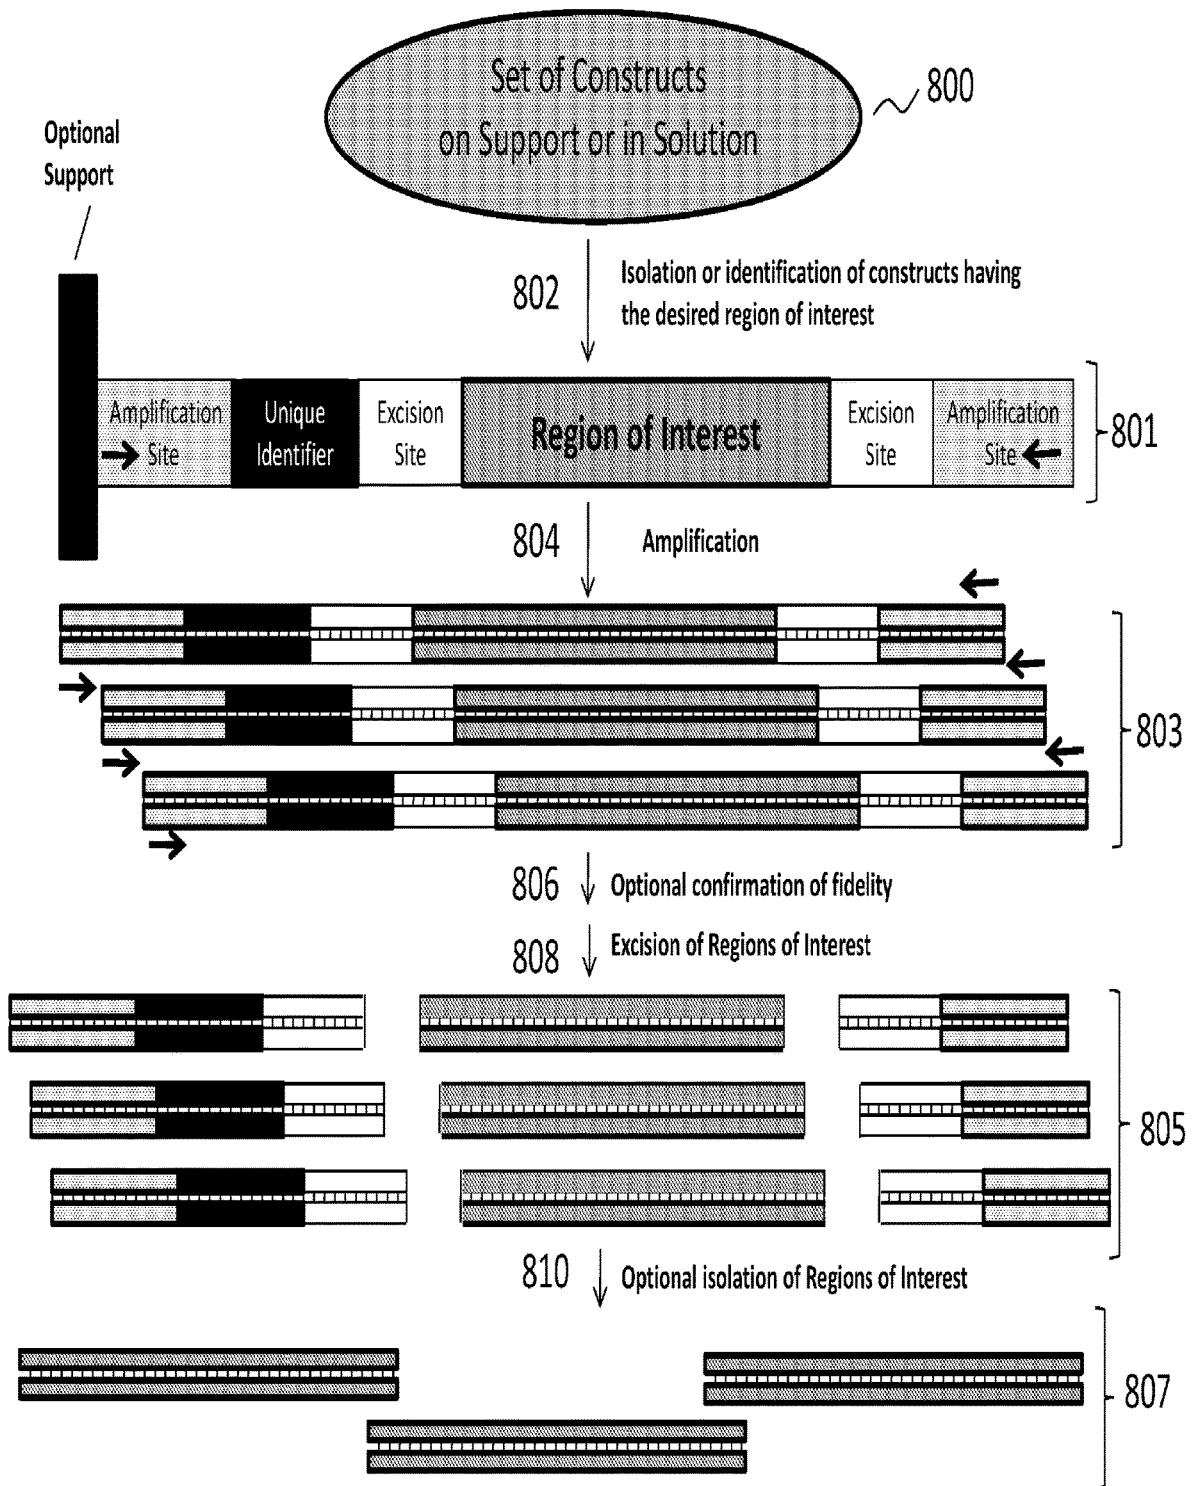 Set of Constructs
on Support or in Solution
800
Optional
Support
802
Isolation or identification of constructs having
the desired region of interest
Amplification
Site
Unique
Identifier
Excision
Site
Region of Interest
Excision
Site
Amplification
Site
801
804
Amplification
803
806
Optional confirmation of fidelity
808
Excision of Regions of Interest
805
810
Optional isolation of Regions of Interest
807